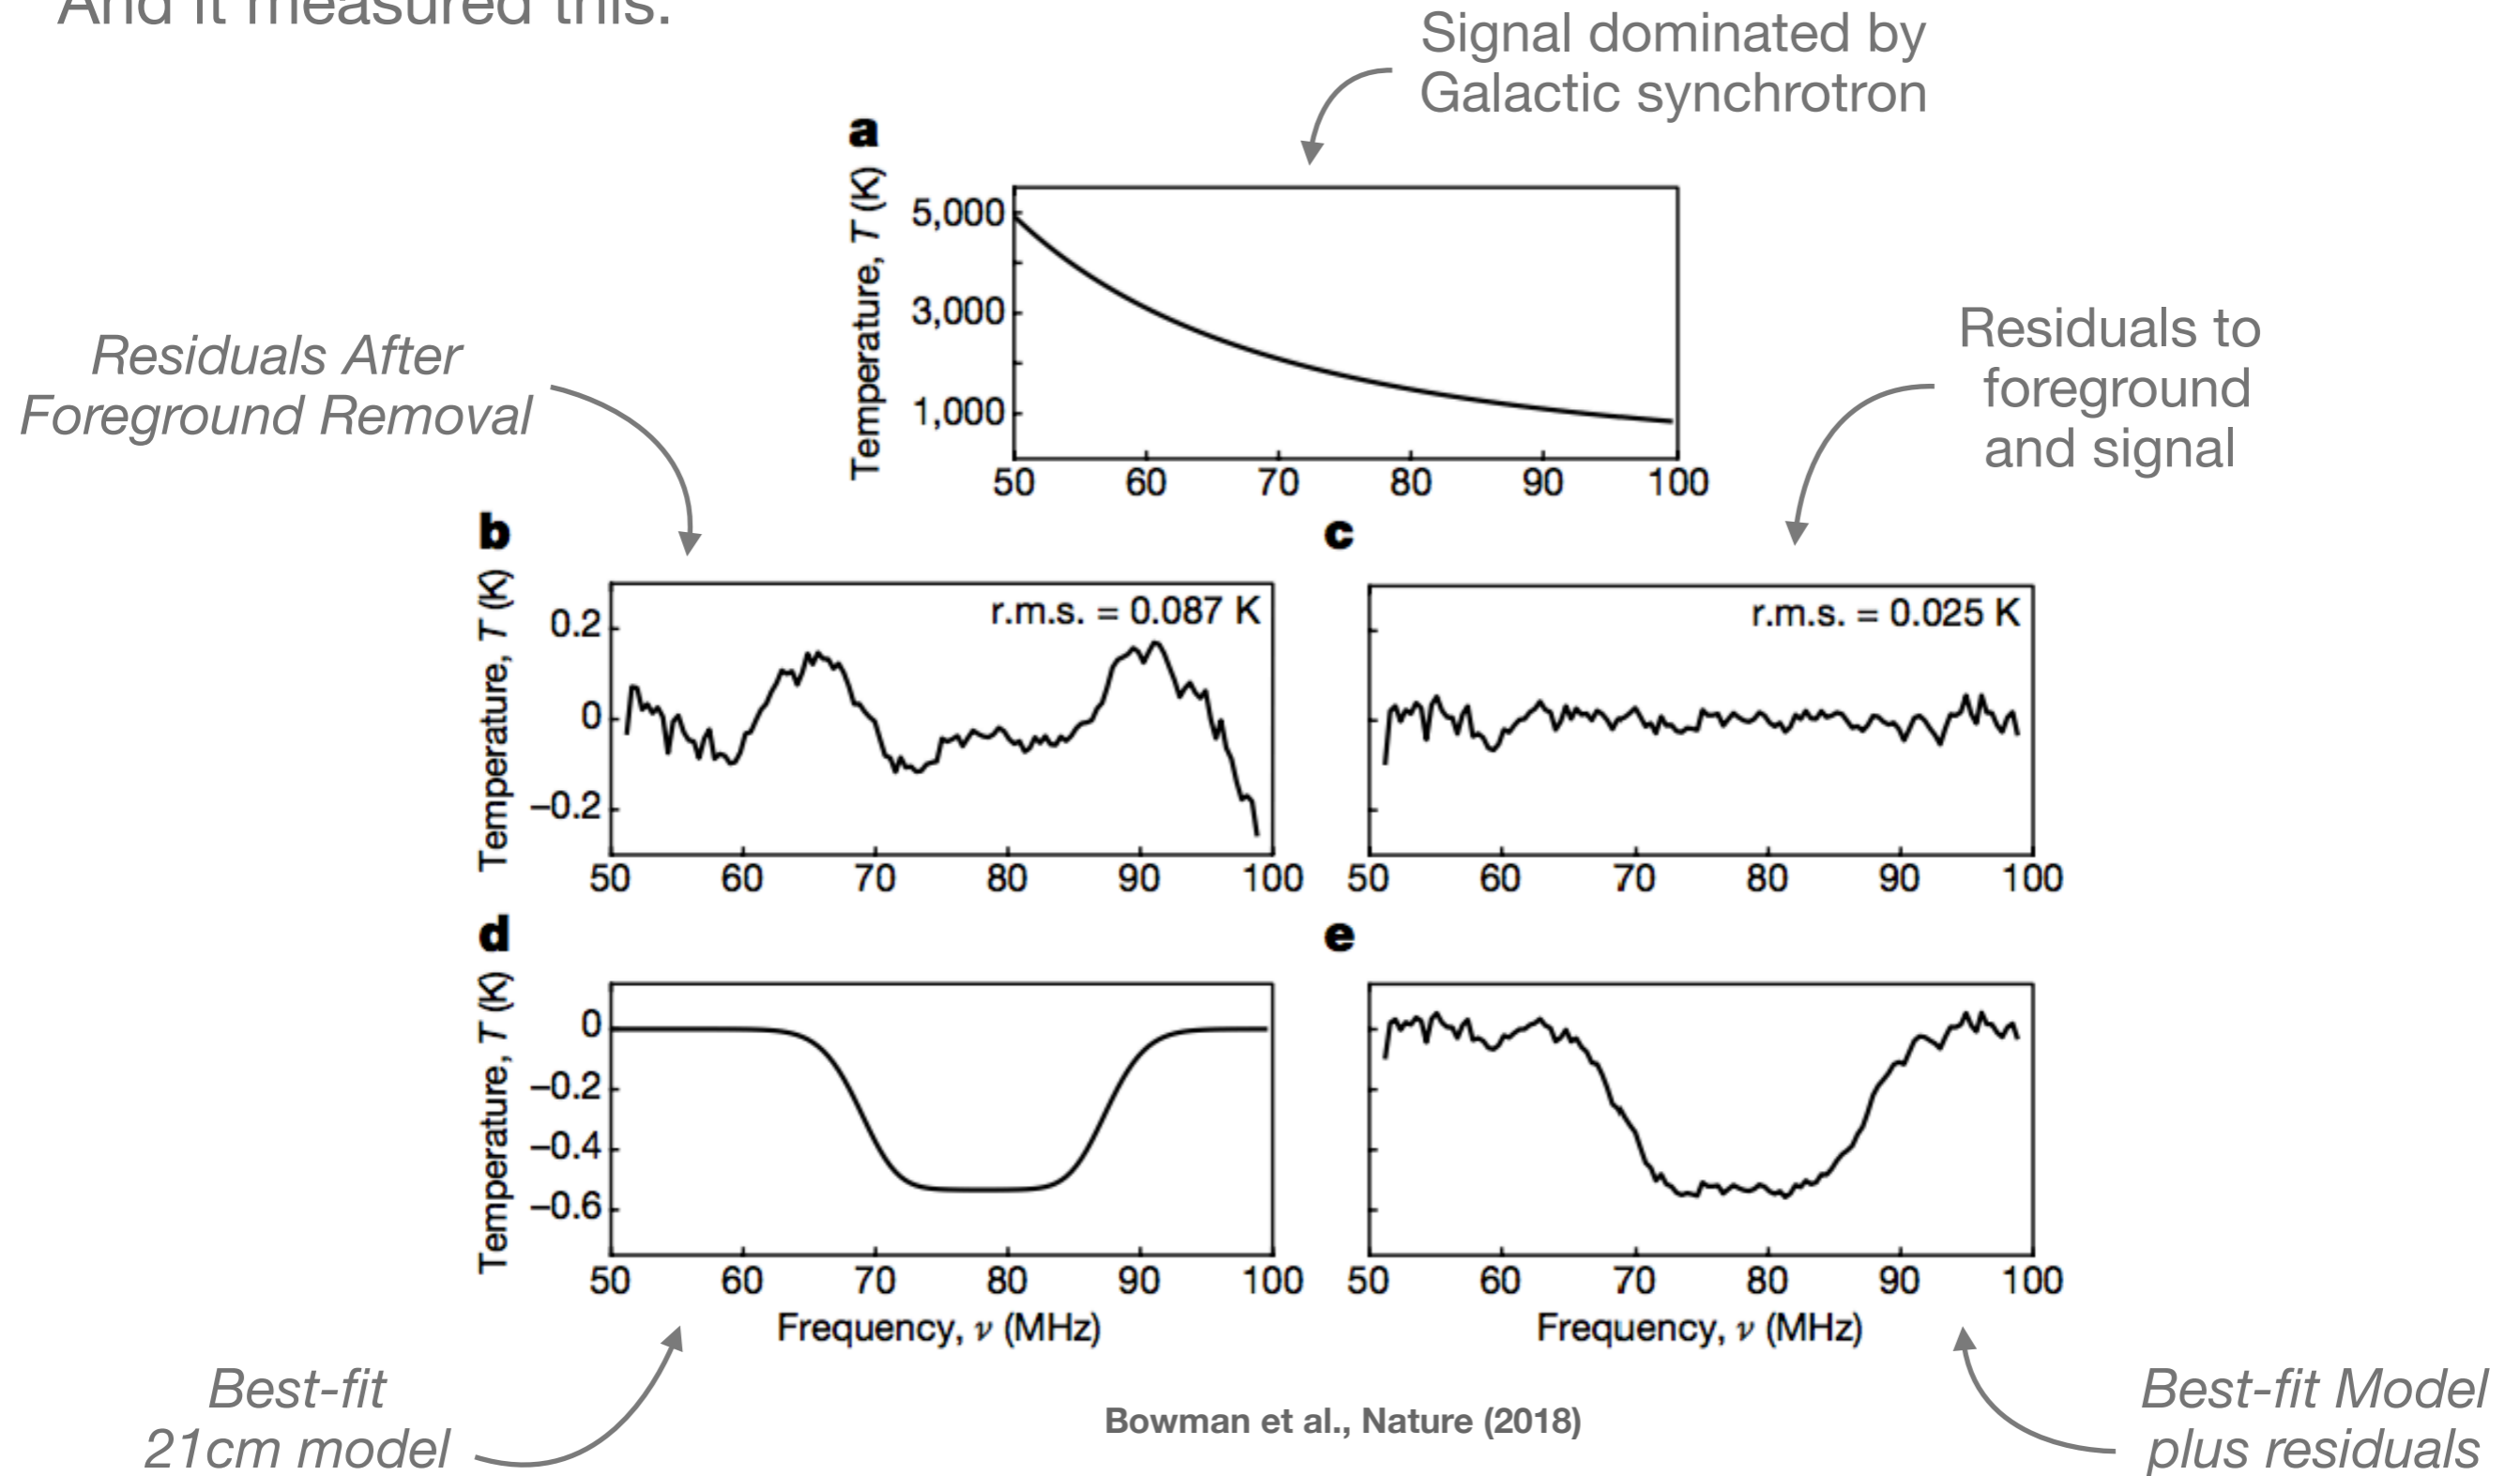 And it measured this.
Signal dominated by
Galactic synchrotron
a
Temperature, T (K)
5,000
3,000
1,000
50 60 70 80 90 100
Residuals After
Foreground Removal
Residuals to
foreground
and signal
b
Temperature, T (K)
r.m.s. = 0.087 K
0.2
0
−0.2
50 60 70 80 90 100
c
r.m.s. = 0.025 K
50 60 70 80 90 100
d
Temperature, T (K)
0
−0.2
−0.4
−0.6
50 60 70 80 90 100
Frequency, ν (MHz)
e
50 60 70 80 90 100
Frequency, ν (MHz)
Best-fit
21cm model
Bowman et al., Nature (2018)
Best-fit Model
plus residuals